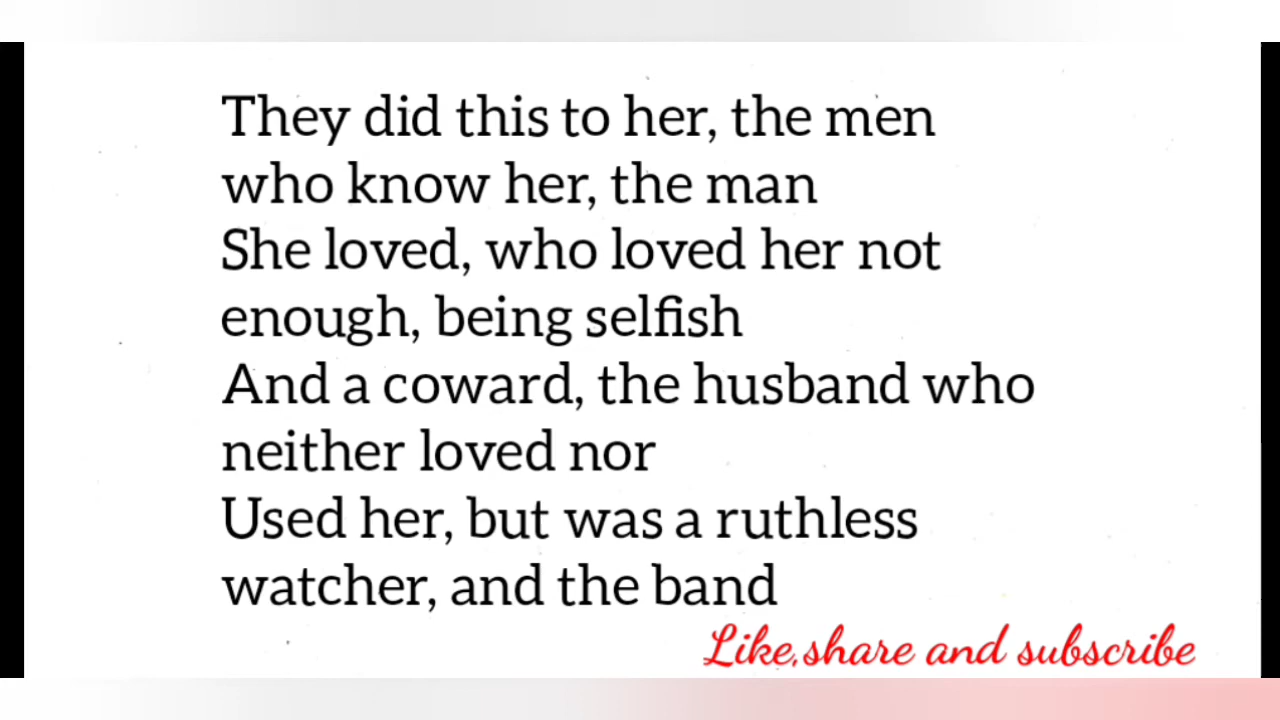 They did this to her, the men
who know her, the man
She loved, who loved her not
enough, being selfish
And a coward, the husband who
neither loved nor
Used her, but was a ruthless
watcher, and the band
Like,share and subscribe